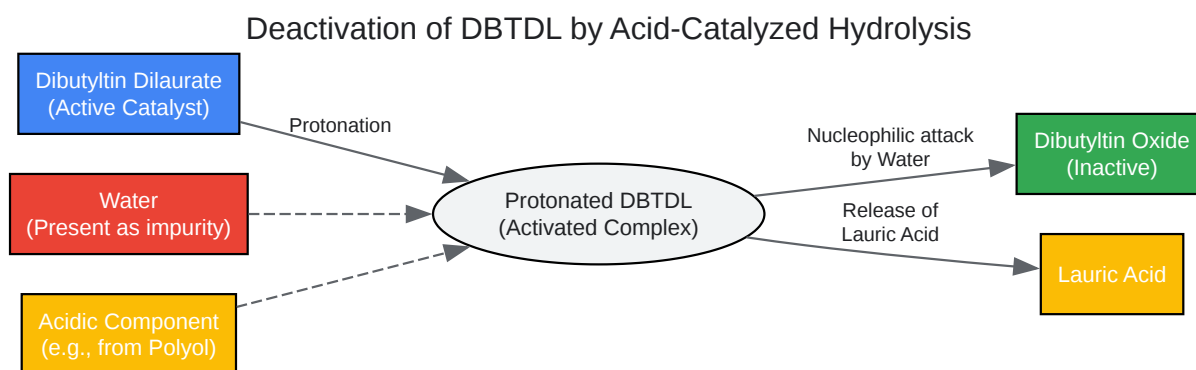 Deactivation of DBTDL by Acid-Catalyzed Hydrolysis
Dibutyltin Dilaurate
(Active Catalyst)
Protonation
Water
(Present as impurity)
Acidic Component
(e.g., from Polyol)
Protonated DBTDL
(Activated Complex)
Nucleophilic attack
by Water
Dibutyltin Oxide
(Inactive)
Release of
Lauric Acid
Lauric Acid